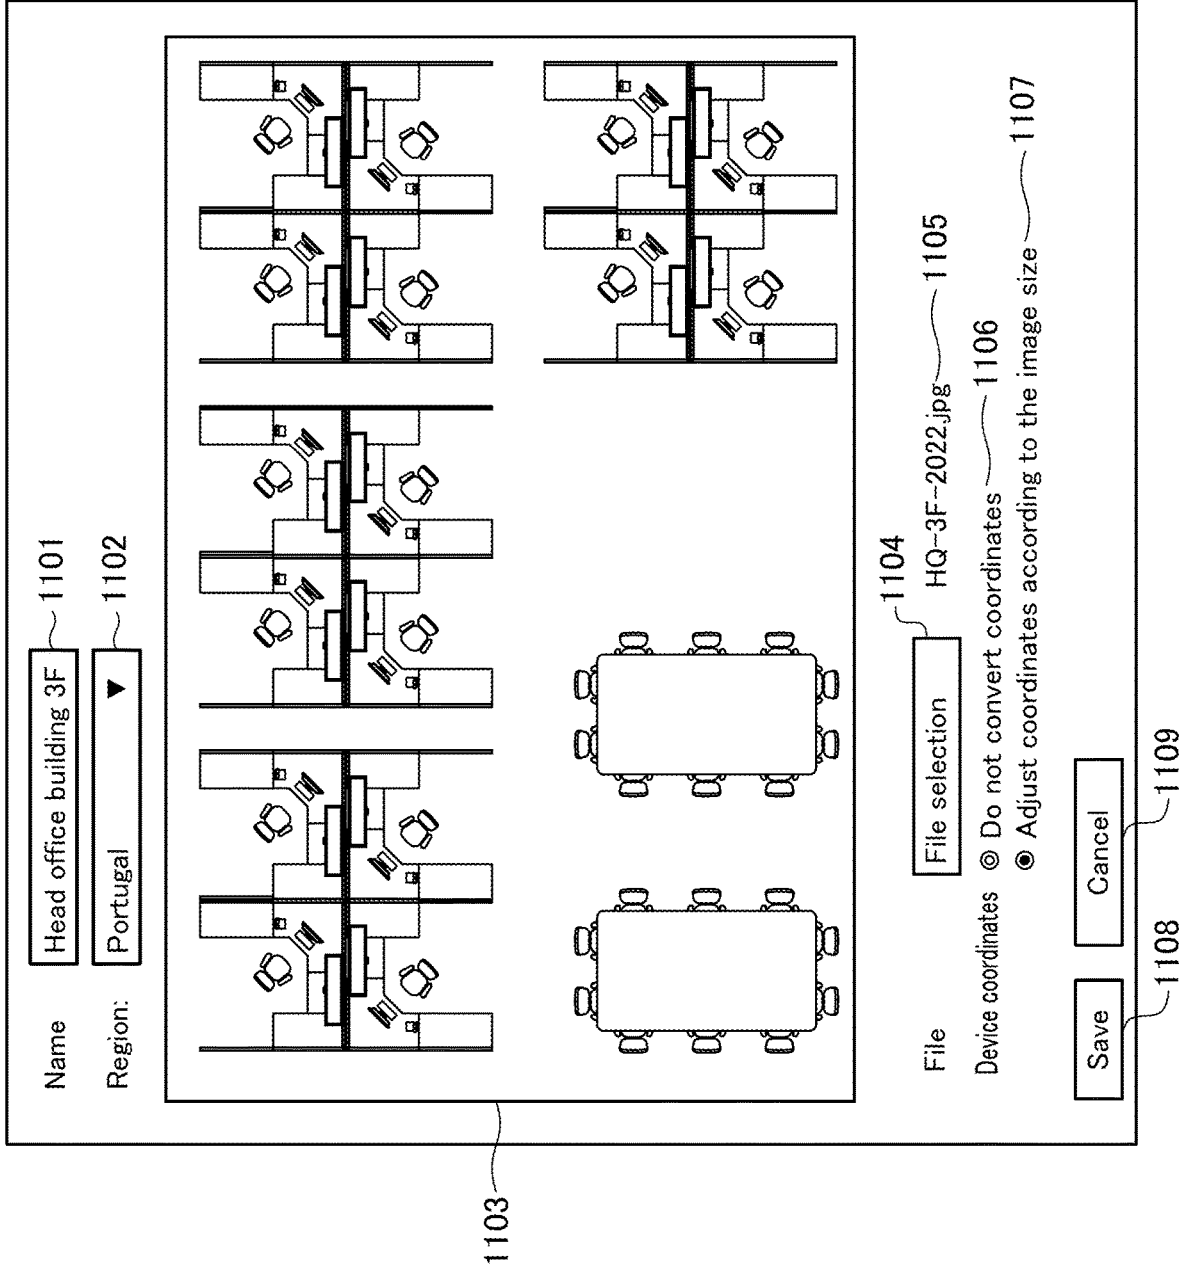 Name Head office building 3F 1101
Region: Portugal ▼ 1102
1103
1104
File File selection HQ-3F-2022.jpg 1105
Device coordinates ◎ Do not convert coordinates 1106
◉ Adjust coordinates according to the image size 1107
Save Cancel
1108 1109